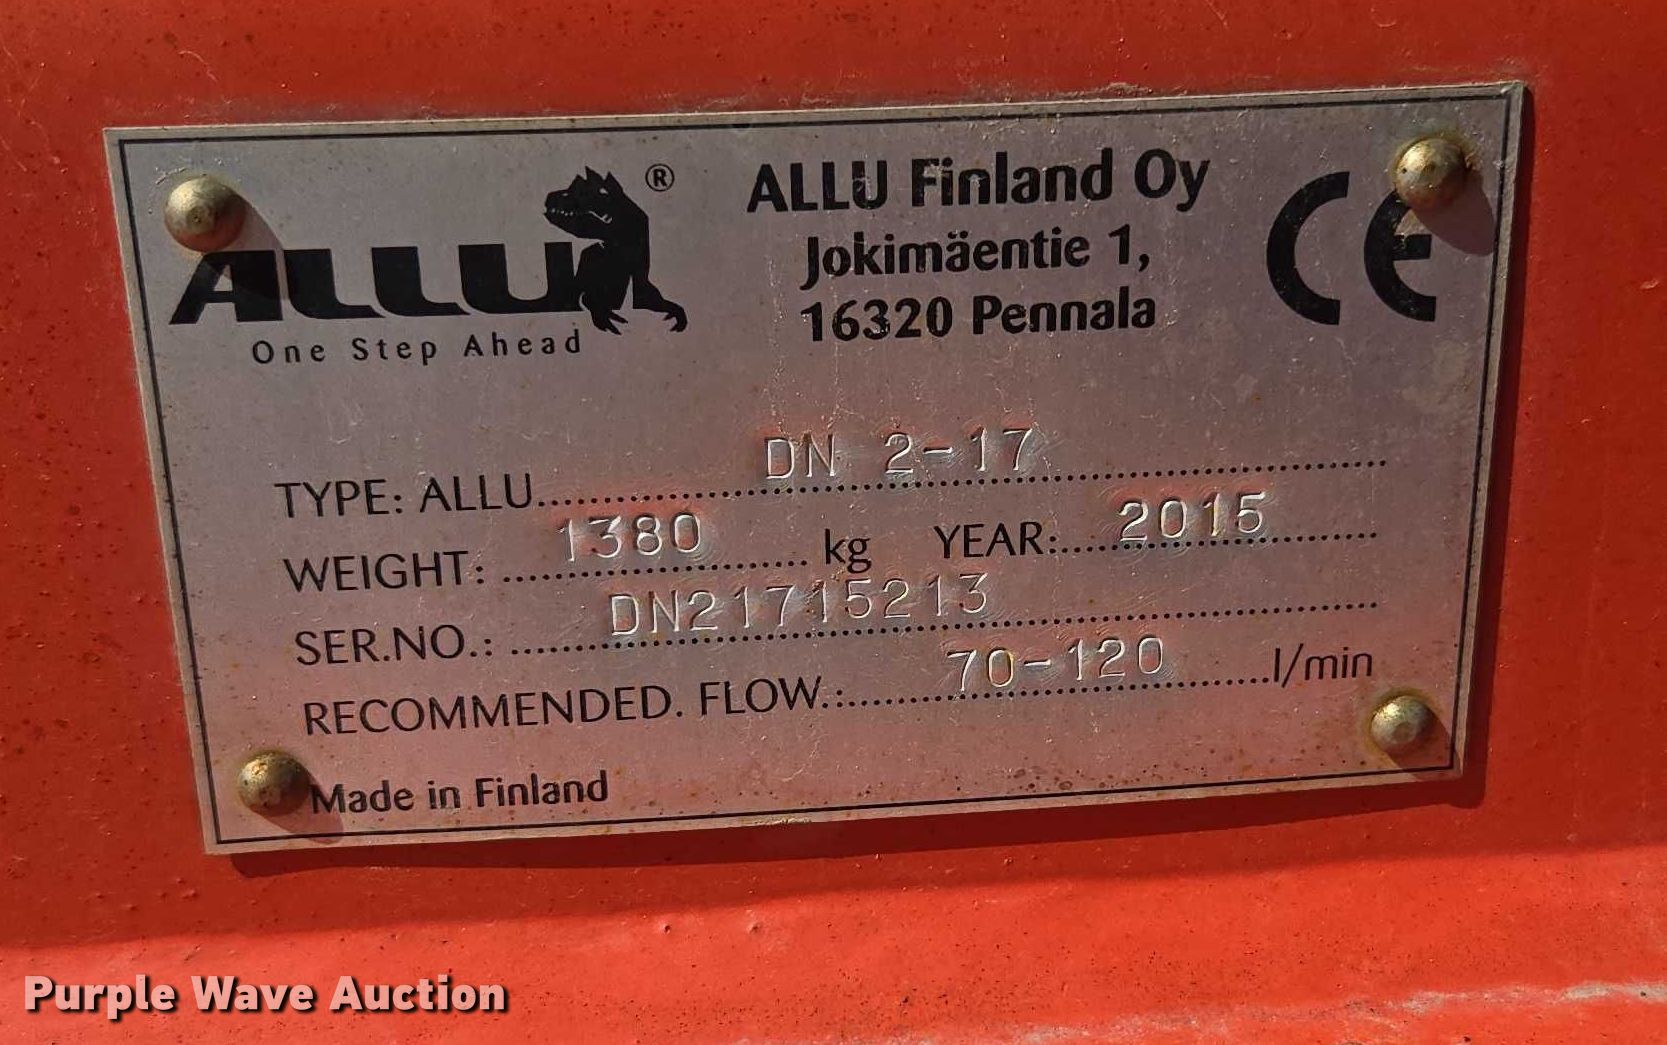 ALLU®
One Step Ahead
ALLU Finland Oy
Jokimäentie 1,
16320 Pennala
CE
TYPE: ALLU DN 2-17
WEIGHT: 1380 kg YEAR: 2015
SER.NO.: DN21715213
RECOMMENDED. FLOW.: 70-120 l/min
Made in Finland
Purple Wave Auction